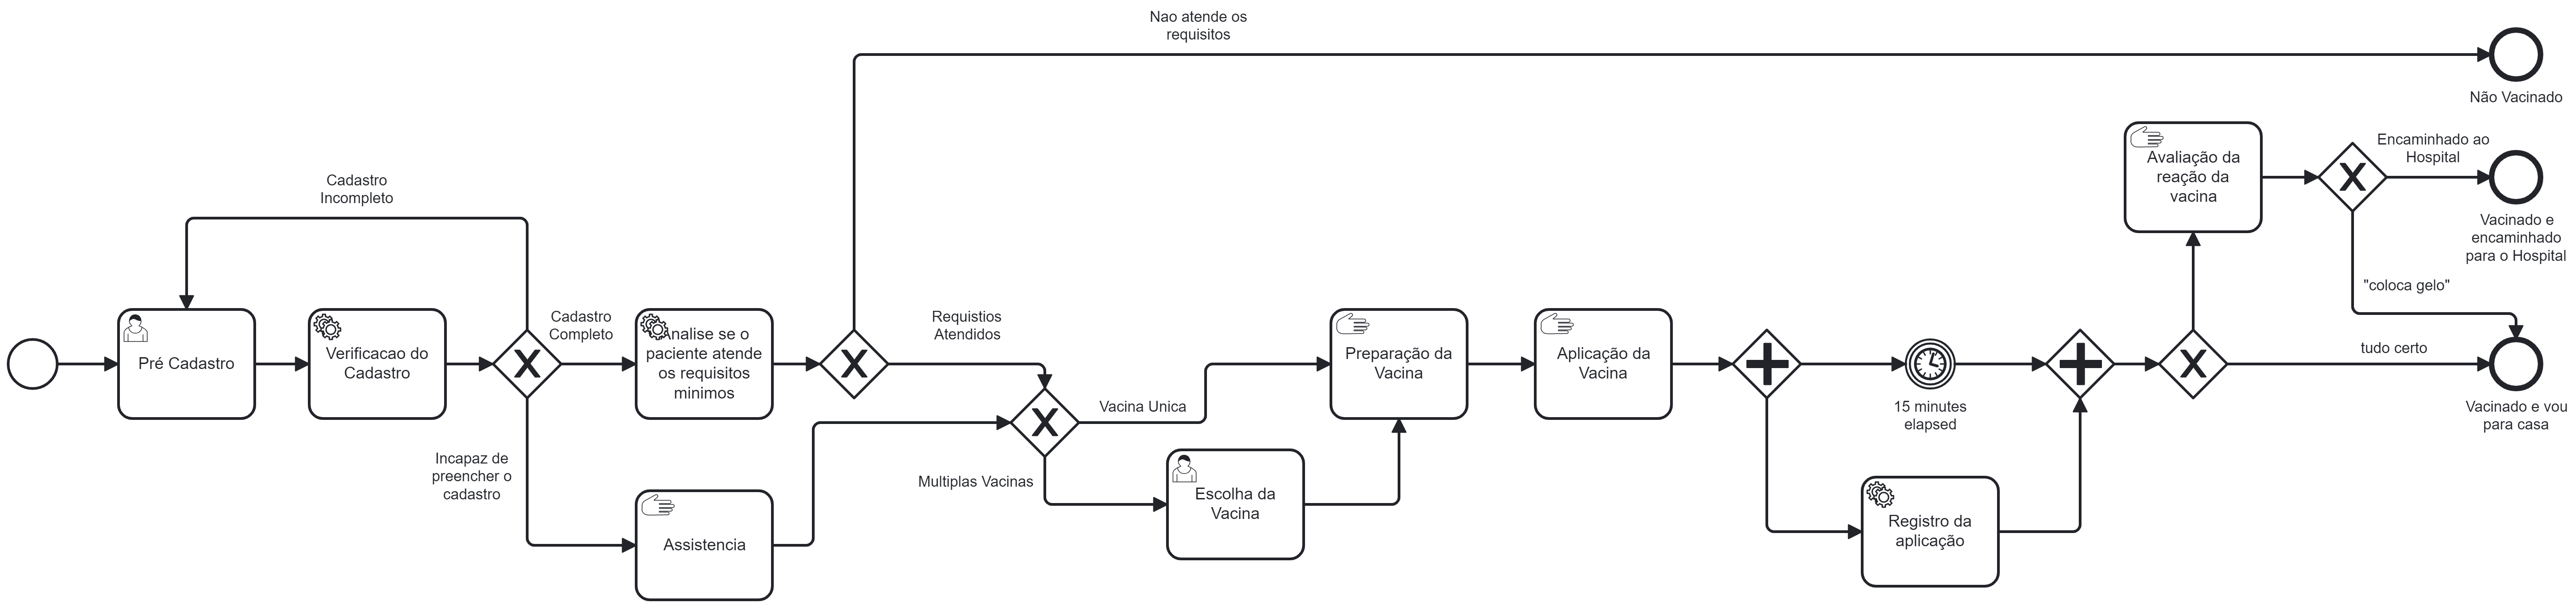 Nao atende os
requisitos
Não Vacinado
Encaminhado ao
Hospital
Avaliação da
reação da
vacina
Cadastro
Incompleto
Vacinado e
encaminhado
para o Hospital
"coloca gelo"
Cadastro
Completo
Requistios
Atendidos
Pré Cadastro
Verificacao do
Cadastro
Analise se o
paciente atende
os requisitos
minimos
Preparação da
Vacina
Aplicação da
Vacina
tudo certo
Vacina Unica
15 minutes
elapsed
Vacinado e vou
para casa
Incapaz de
preencher o
cadastro
Multiplas Vacinas
Escolha da
Vacina
Registro da
aplicação
Assistencia